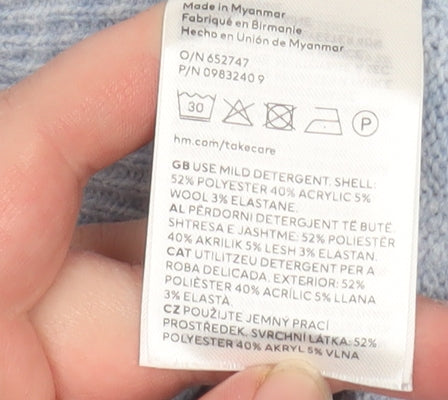 Made in Myanmar
Fabriqué en Birmanie
Hecho en Unión de Myanmar
O/N 652747
P/N 0983240 9
30
P
hm.com/takecare
GB USE MILD DETERGENT. SHELL:
52% POLYESTER 40% ACRYLIC 5%
WOOL 3% ELASTANE.
AL PËRDORNI DETERGJENT TË BUTË.
SHTRESA E JASHTME: 52% POLIESTËR
40% AKRILIK 5% LESH 3% ELASTAN.
CAT UTILITZEU DETERGENT PER A
ROBA DELICADA. EXTERIOR: 52%
POLIÈSTER 40% ACRÍLIC 5% LLANA
3% ELASTÀ.
CZ POUŽIJTE JEMNÝ PRACÍ
PROSTŘEDEK. SVRCHNÍ LÁTKA: 52%
POLYESTER 40% AKRYL 5% VLNA